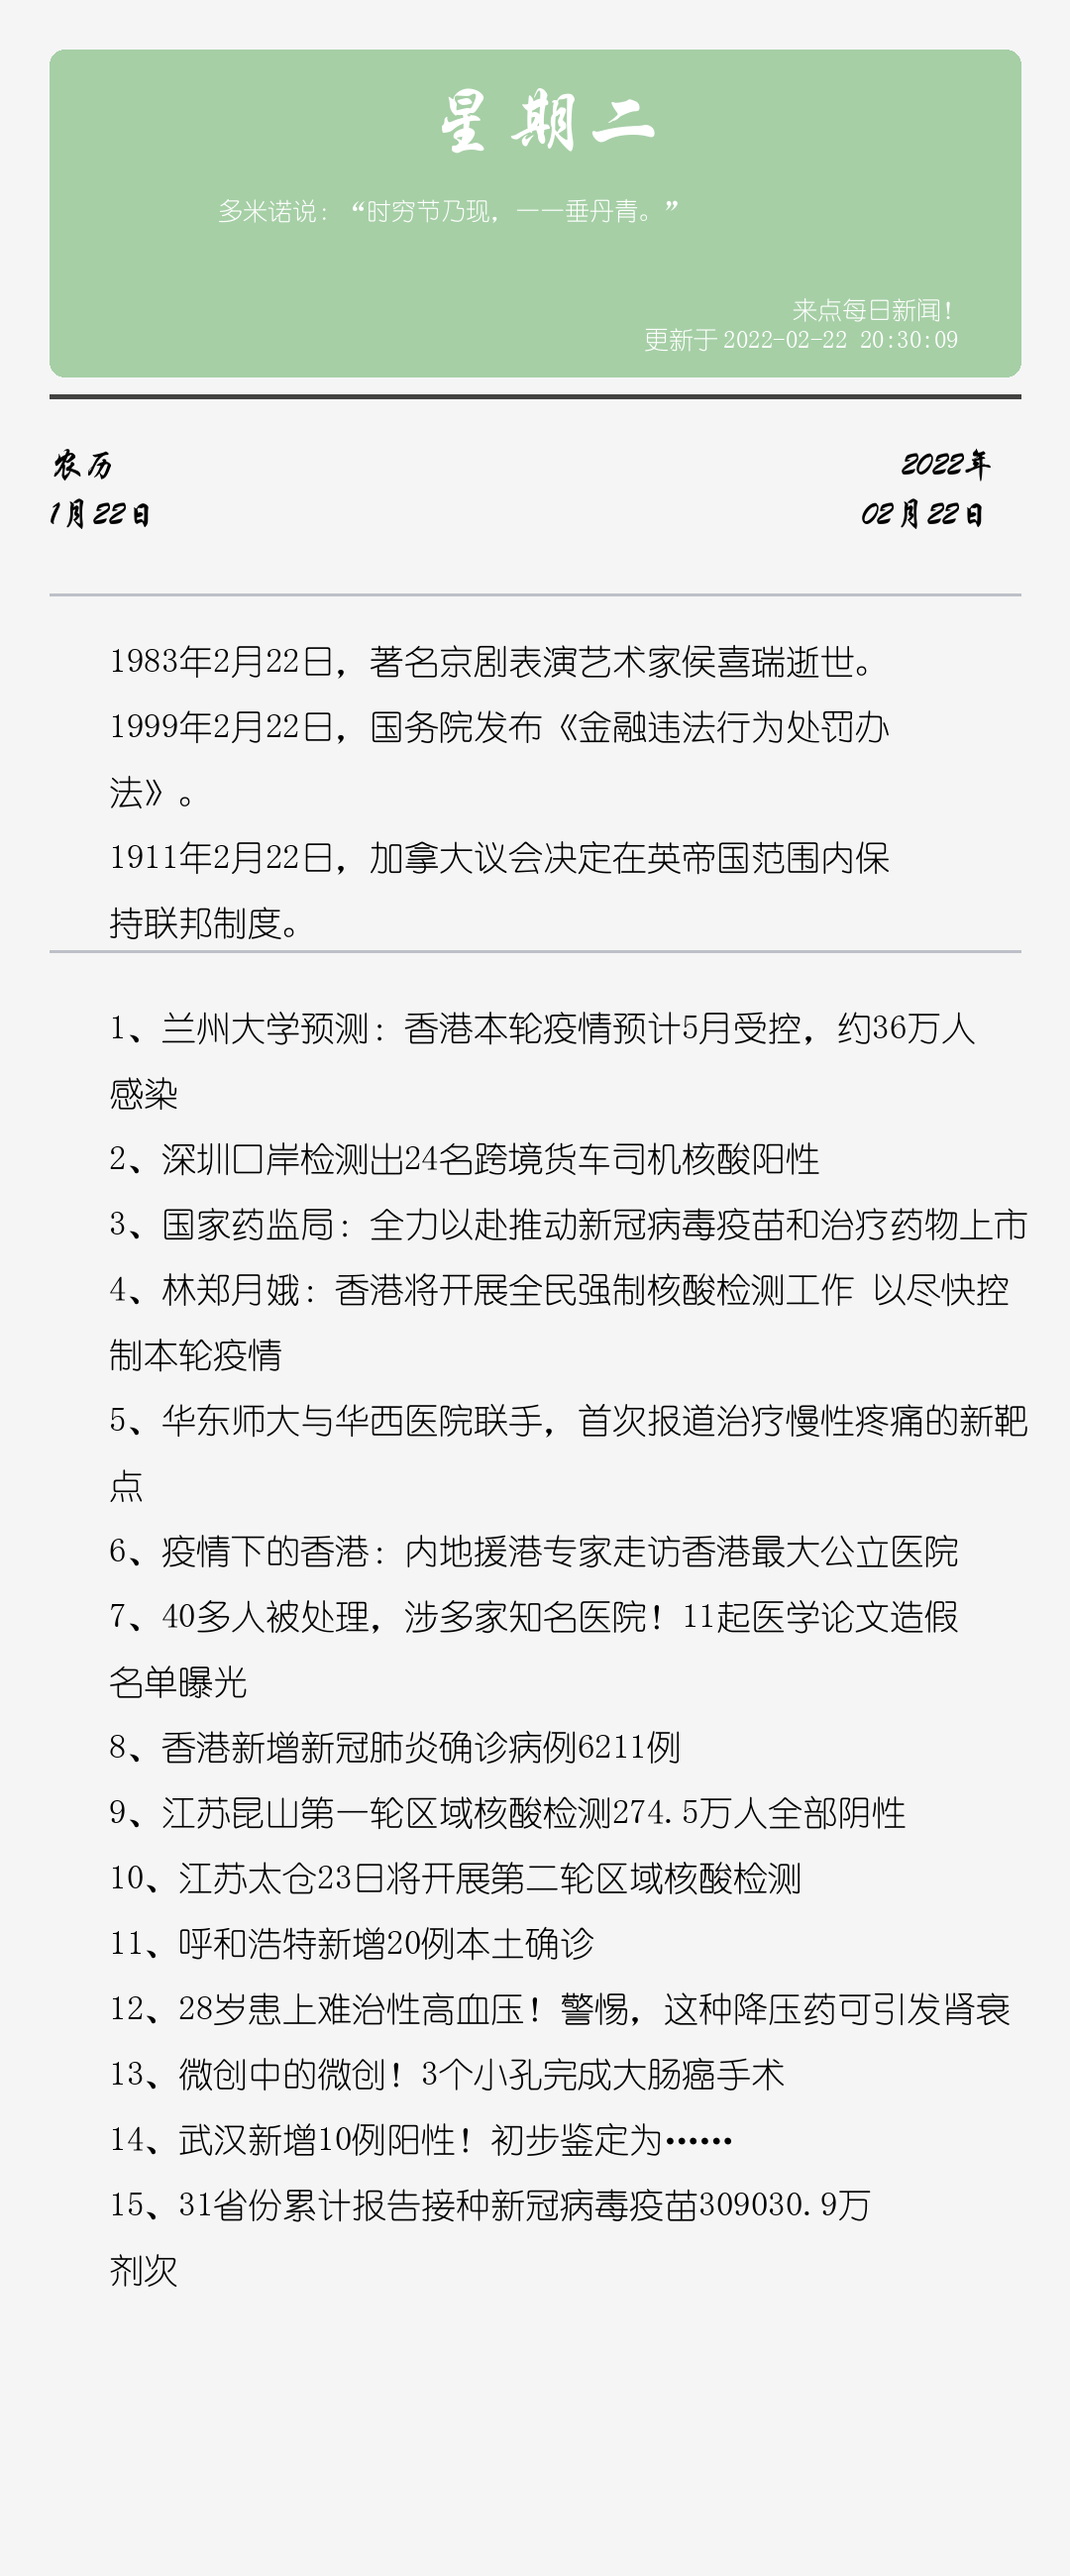 星期二
多米诺说：“时穷节乃现，一一垂丹青。”
来点每日新闻！
更新于 2022-02-22 20:30:09
农历
2022年
1月22日
02月22日
1983年2月22日，著名京剧表演艺术家侯喜瑞逝世。
1999年2月22日，国务院发布《金融违法行为处罚办
法》。
1911年2月22日，加拿大议会决定在英帝国范围内保
持联邦制度。
1、兰州大学预测：香港本轮疫情预计5月受控，约36万人
感染
2、深圳口岸检测出24名跨境货车司机核酸阳性
3、国家药监局：全力以赴推动新冠病毒疫苗和治疗药物上市
4、林郑月娥：香港将开展全民强制核酸检测工作 以尽快控
制本轮疫情
5、华东师大与华西医院联手，首次报道治疗慢性疼痛的新靶
点
6、疫情下的香港：内地援港专家走访香港最大公立医院
7、40多人被处理，涉多家知名医院！11起医学论文造假
名单曝光
8、香港新增新冠肺炎确诊病例6211例
9、江苏昆山第一轮区域核酸检测274.5万人全部阴性
10、江苏太仓23日将开展第二轮区域核酸检测
11、呼和浩特新增20例本土确诊
12、28岁患上难治性高血压！警惕，这种降压药可引发肾衰
13、微创中的微创！3个小孔完成大肠癌手术
14、武汉新增10例阳性！初步鉴定为……
15、31省份累计报告接种新冠病毒疫苗309030.9万
剂次